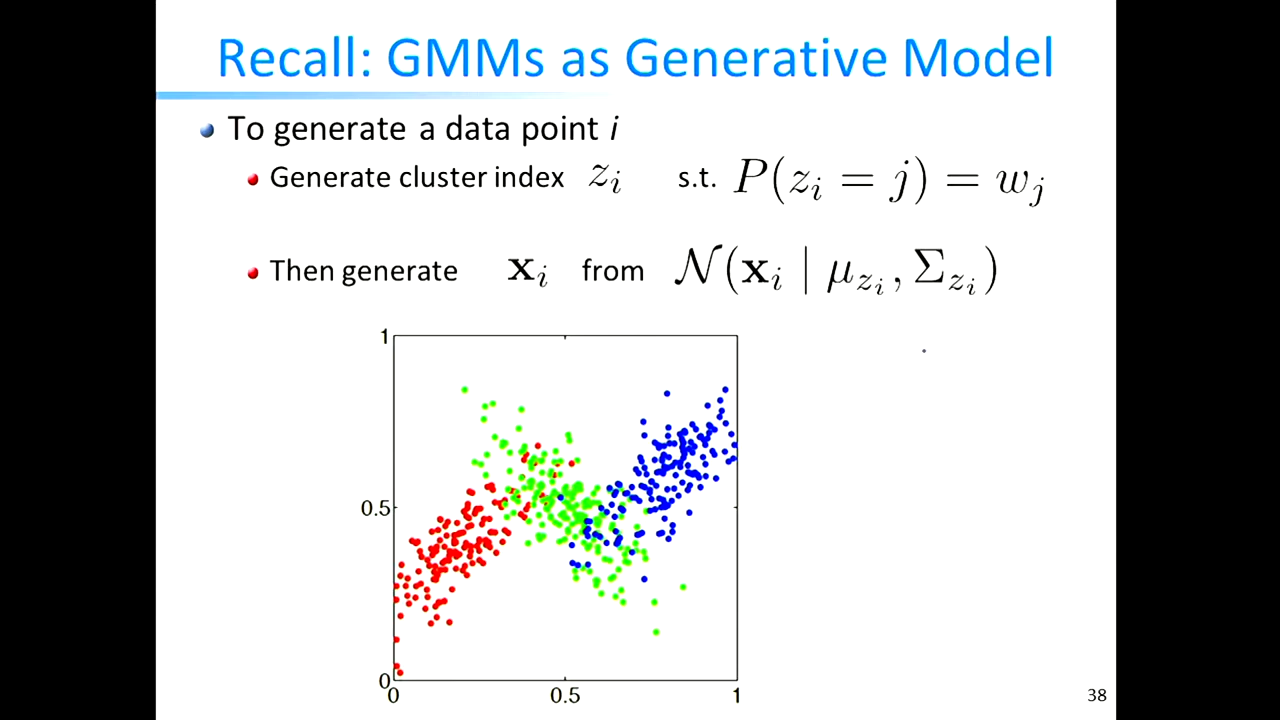 Recall: GMMs as Generative Model
To generate a data point i
Generate cluster index z_i s.t. P(z_i = j) = w_j
Then generate x_i from 𝒩(x_i | μ_{z_i}, Σ_{z_i})
1
0.5
0
0 0.5 1
38